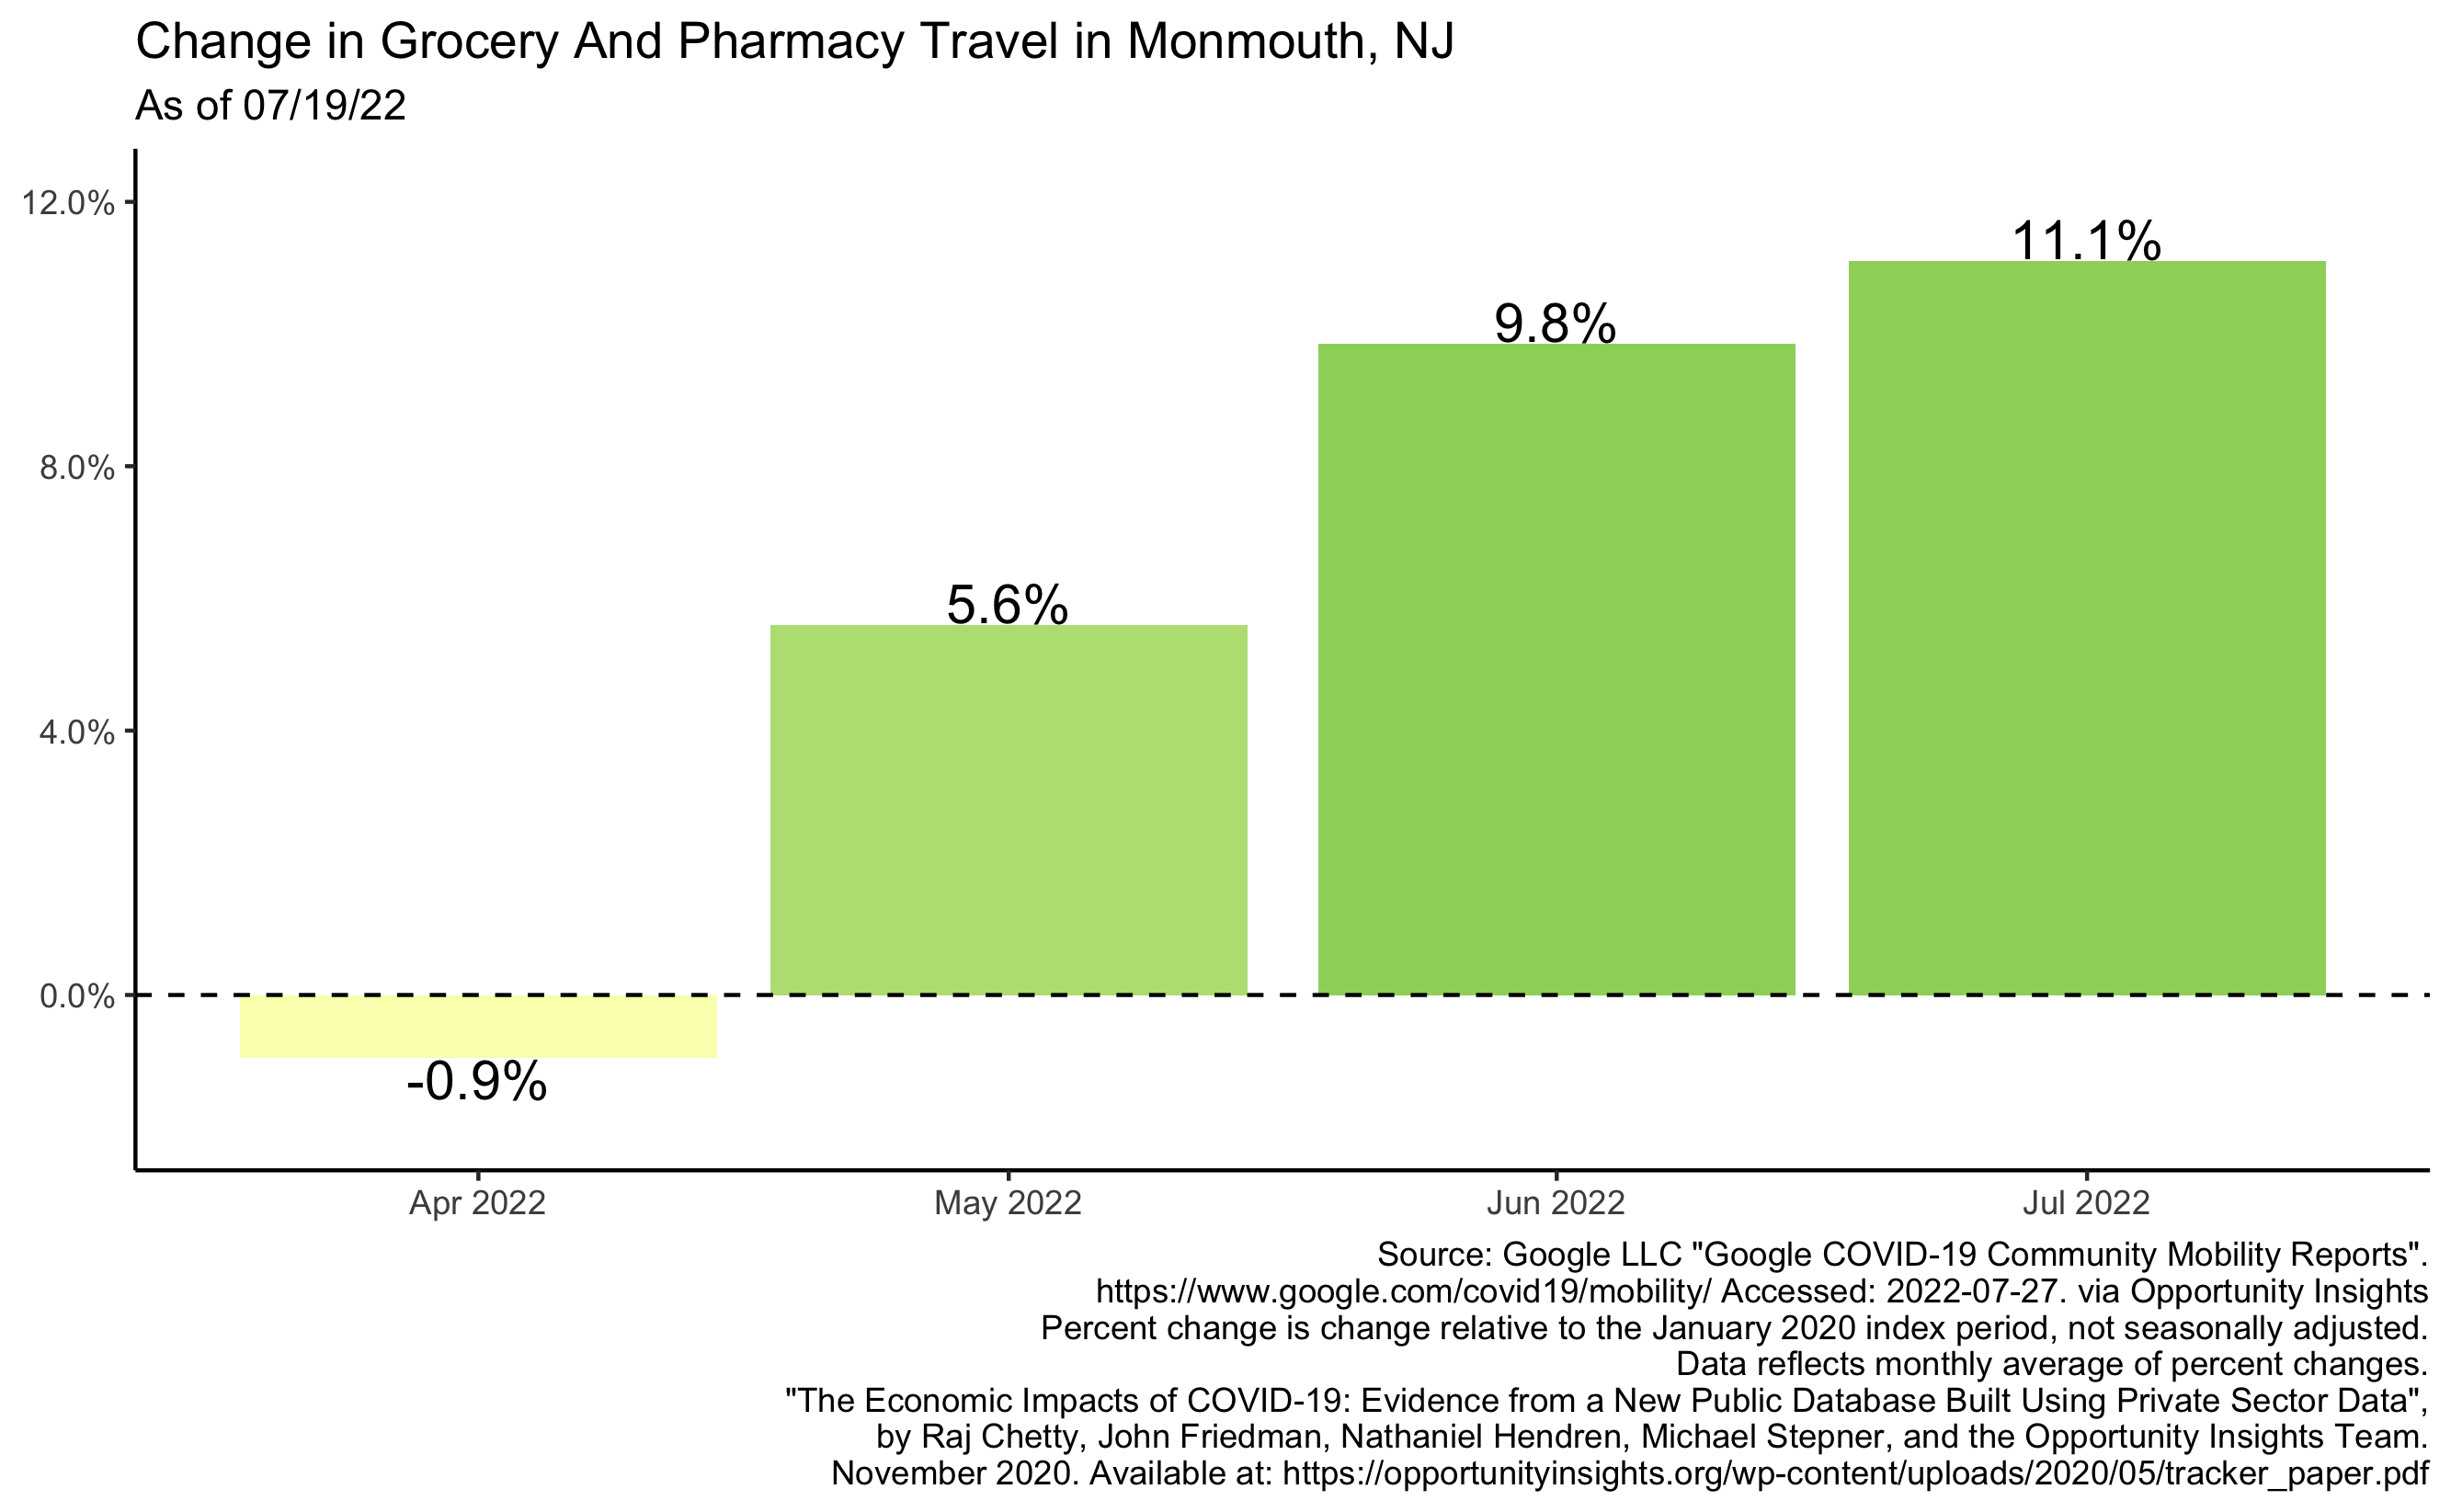 Change in Grocery And Pharmacy Travel in Monmouth, NJ
As of 07/19/22
12.0%
8.0%
4.0%
0.0%
-0.9%
5.6%
9.8%
11.1%
Apr 2022
May 2022
Jun 2022
Jul 2022
Source: Google LLC "Google COVID-19 Community Mobility Reports".
https://www.google.com/covid19/mobility/ Accessed: 2022-07-27. via Opportunity Insights
Percent change is change relative to the January 2020 index period, not seasonally adjusted.
Data reflects monthly average of percent changes.
"The Economic Impacts of COVID-19: Evidence from a New Public Database Built Using Private Sector Data",
by Raj Chetty, John Friedman, Nathaniel Hendren, Michael Stepner, and the Opportunity Insights Team.
November 2020. Available at: https://opportunityinsights.org/wp-content/uploads/2020/05/tracker_paper.pdf